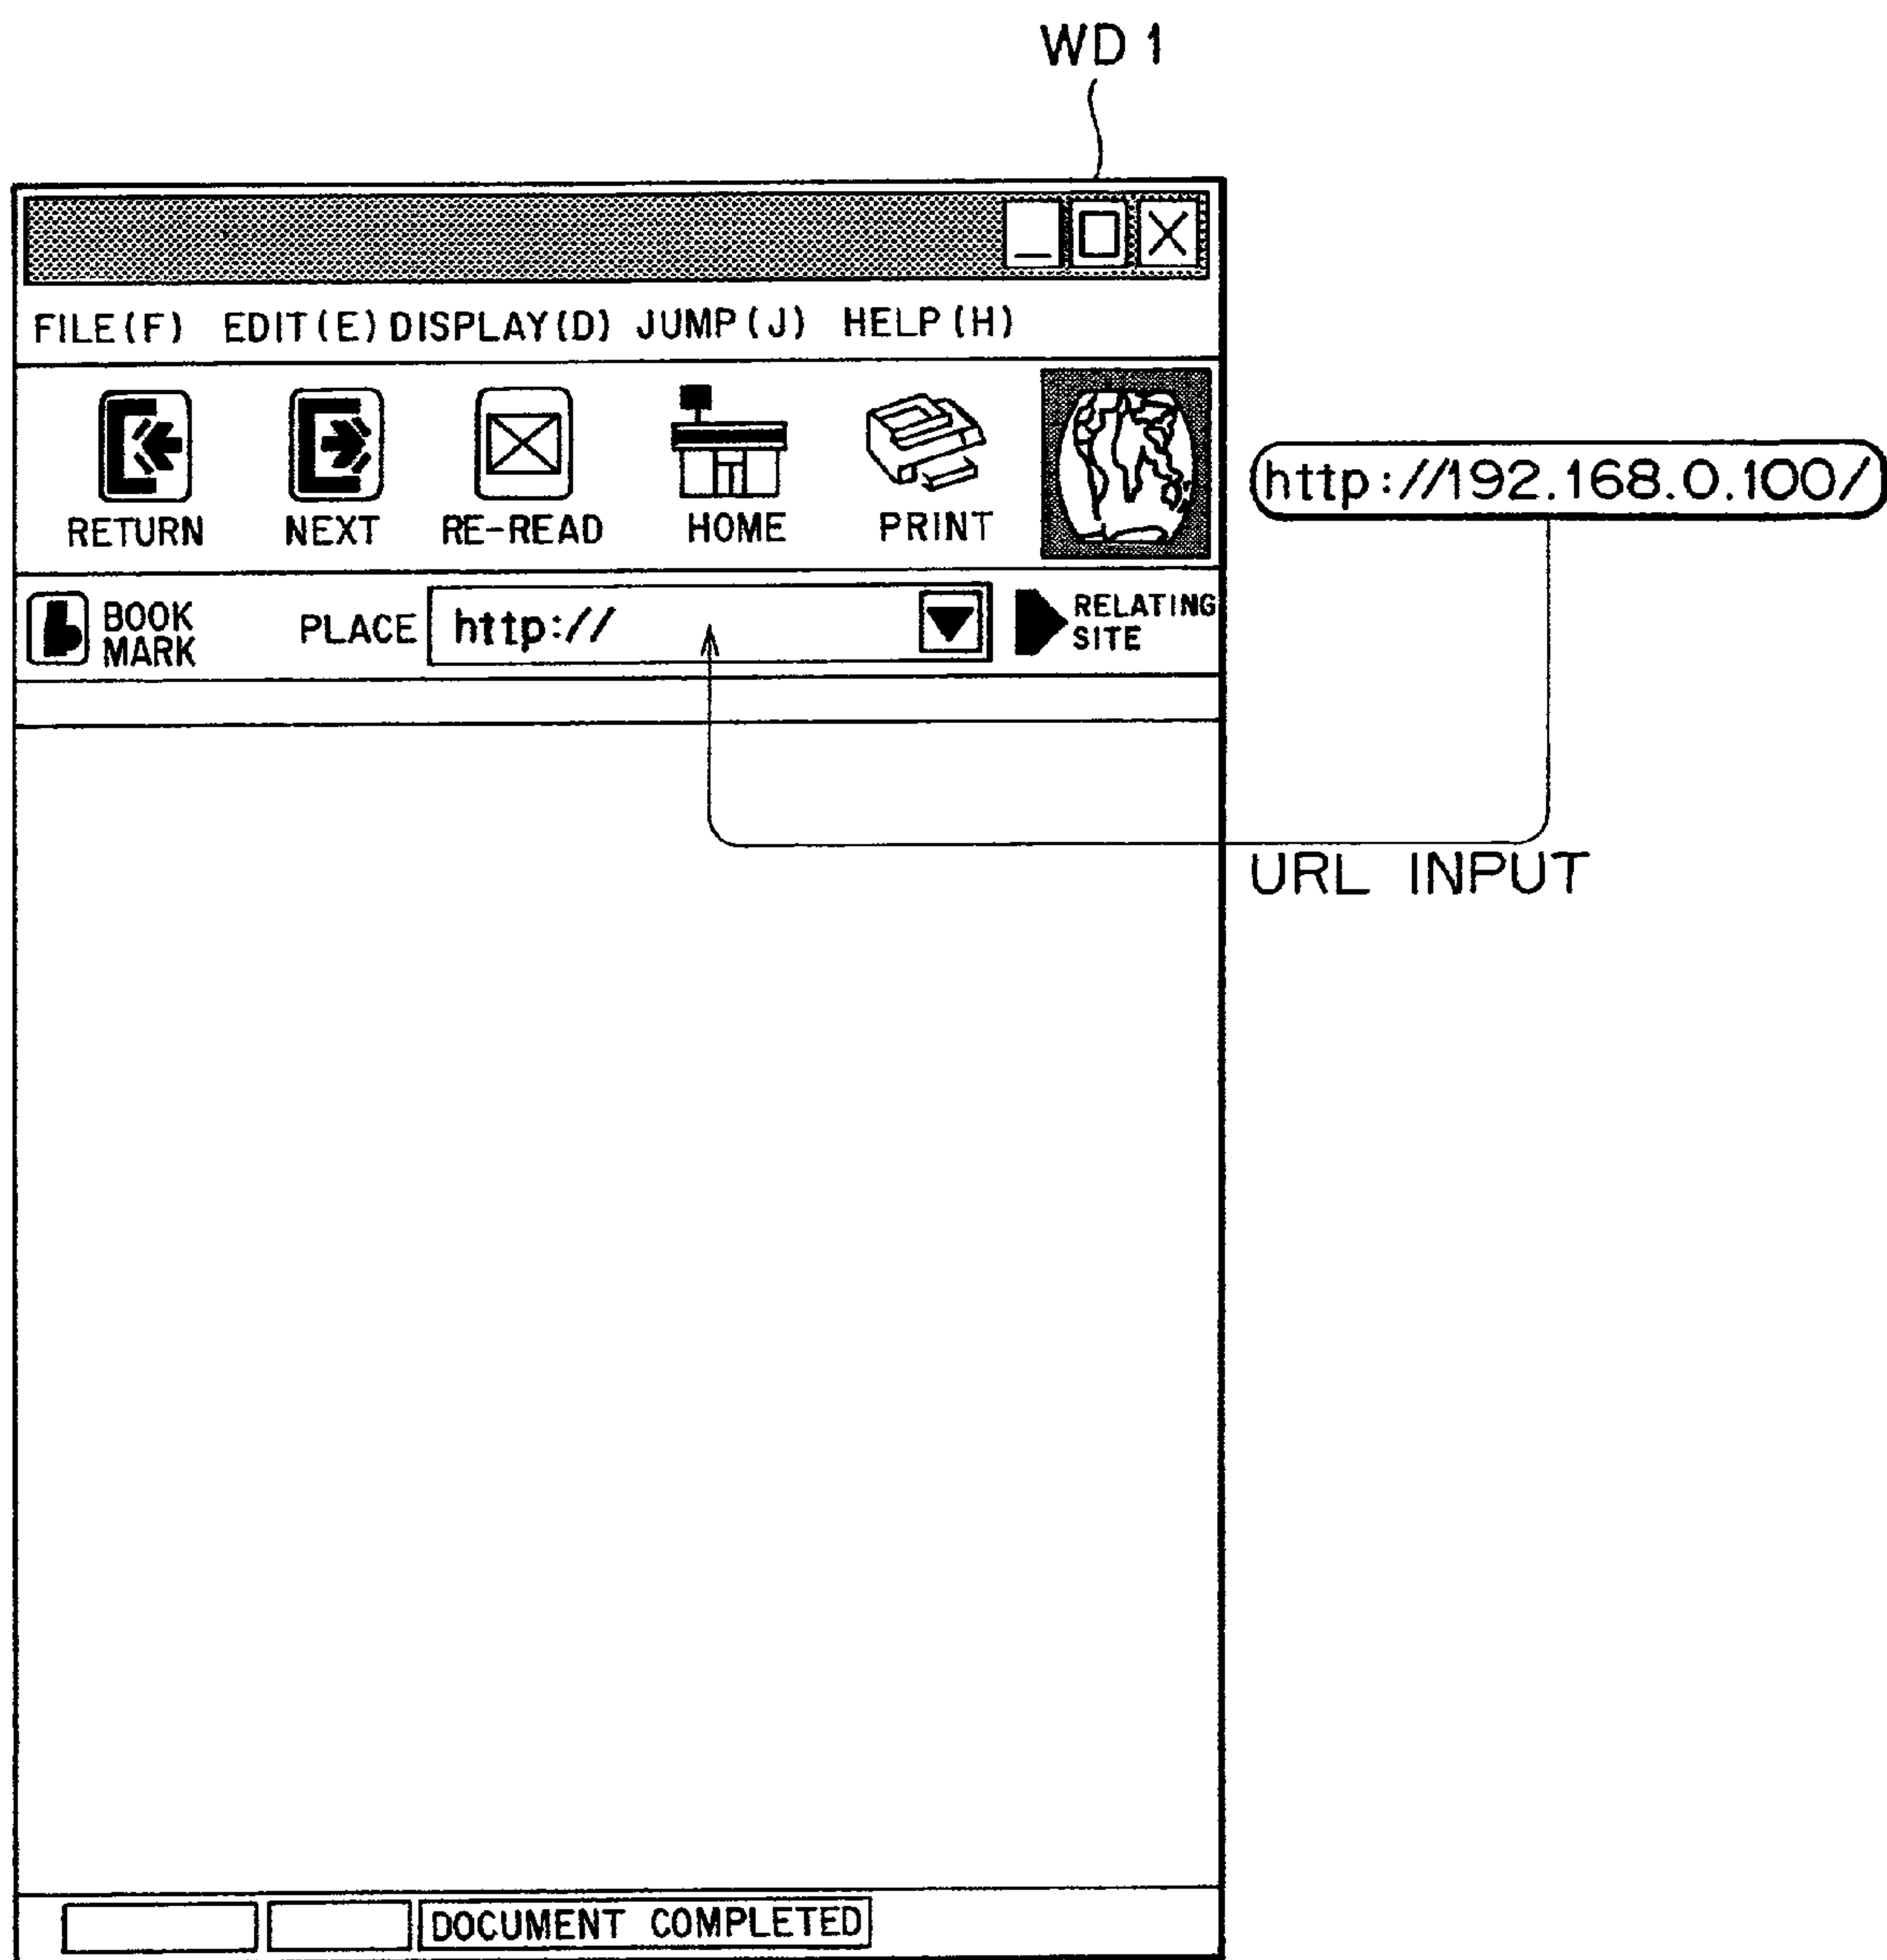 WD 1
FILE(F) EDIT(E) DISPLAY(D) JUMP(J) HELP(H)
RETURN NEXT RE-READ HOME PRINT
http://192.168.0.100/
BOOK
MARK
PLACE http://
RELATING
SITE
URL INPUT
DOCUMENT COMPLETED